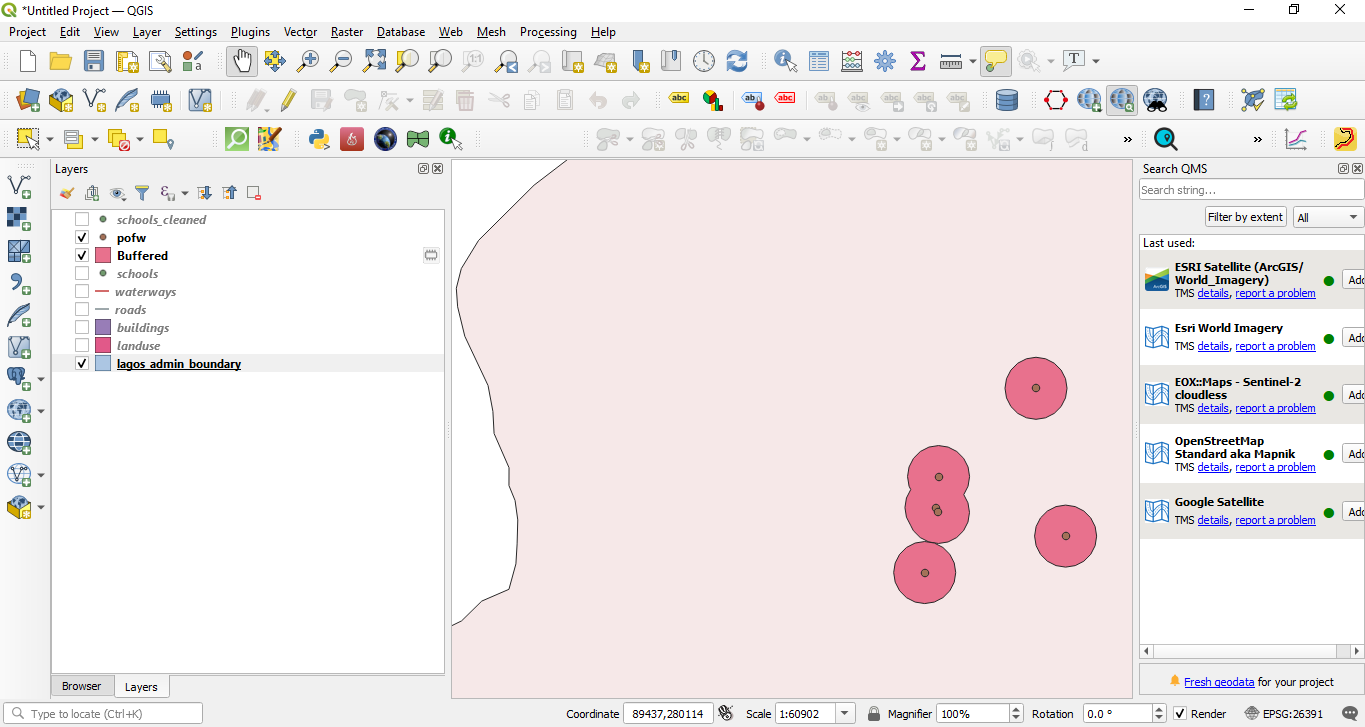 *Untitled Project — QGIS
Project Edit View Layer Settings Plugins Vector Raster Database Web Mesh Processing Help
Layers
schools_cleaned
pofw
Buffered
schools
waterways
roads
buildings
landuse
lagos_admin_boundary
Browser
Layers
Search QMS
Search string...
Filter by extent
All
Last used:
ESRI Satellite (ArcGIS/
World_Imagery)
TMS details, report a problem
Add
Esri World Imagery
TMS details, report a problem
Add
EOX::Maps - Sentinel-2
cloudless
TMS details, report a problem
Add
OpenStreetMap
Standard aka Mapnik
TMS details, report a problem
Add
Google Satellite
TMS details, report a problem
Add
Fresh geodata for your project
Type to locate (Ctrl+K)
Coordinate 89437,280114
Scale 1:60902
Magnifier 100%
Rotation 0.0 °
Render
EPSG:26391